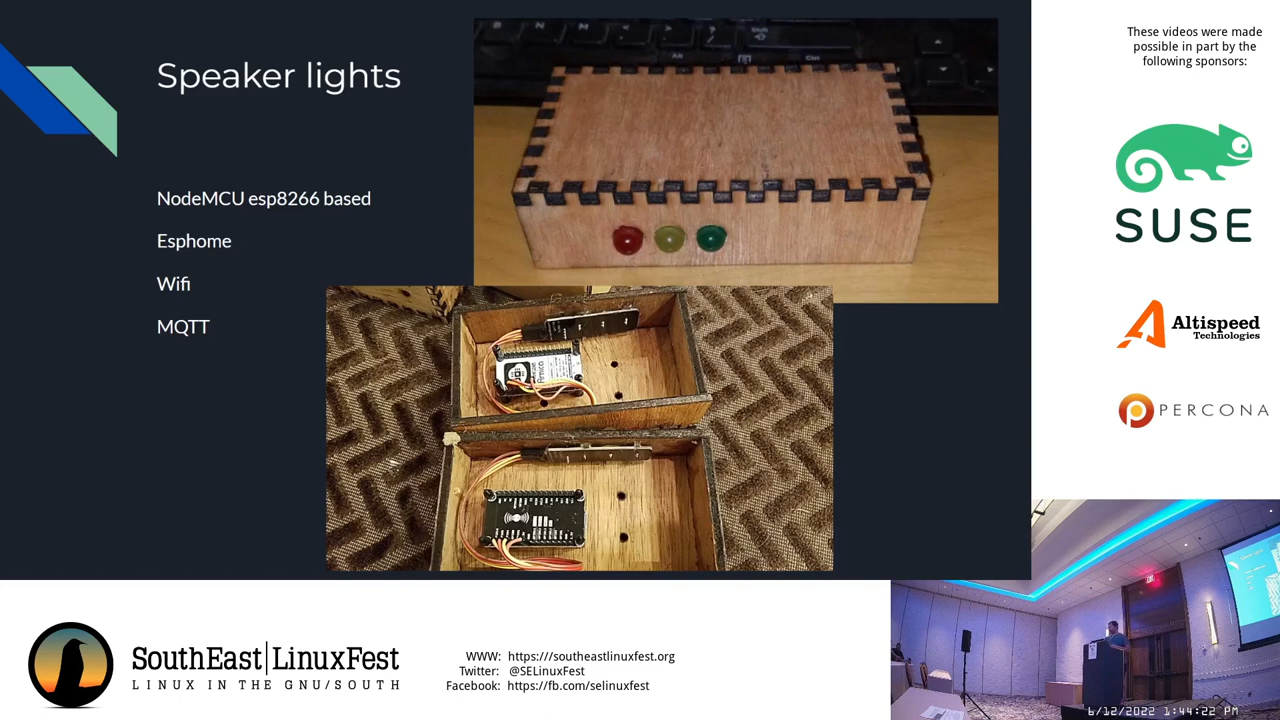 Speaker lights
NodeMCU esp8266 based
Esphome
Wifi
MQTT
These videos were made
possible in part by the
following sponsors:
SUSE
Altispeed
Technologies
PERCONA
SouthEast|LinuxFest
LINUX IN THE GNU/SOUTH
WWW: https:///southeastlinuxfest.org
Twitter: @SELinuxFest
Facebook: https://fb.com/selinuxfest
6/12/2022 1:44:22 PM